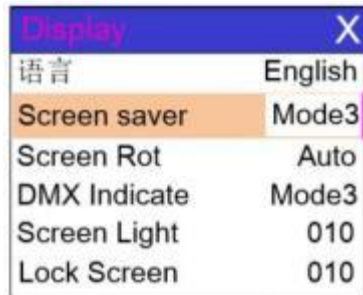 Display X
语言 English
Screen saver Mode3
Screen Rot Auto
DMX Indicate Mode3
Screen Light 010
Lock Screen 010